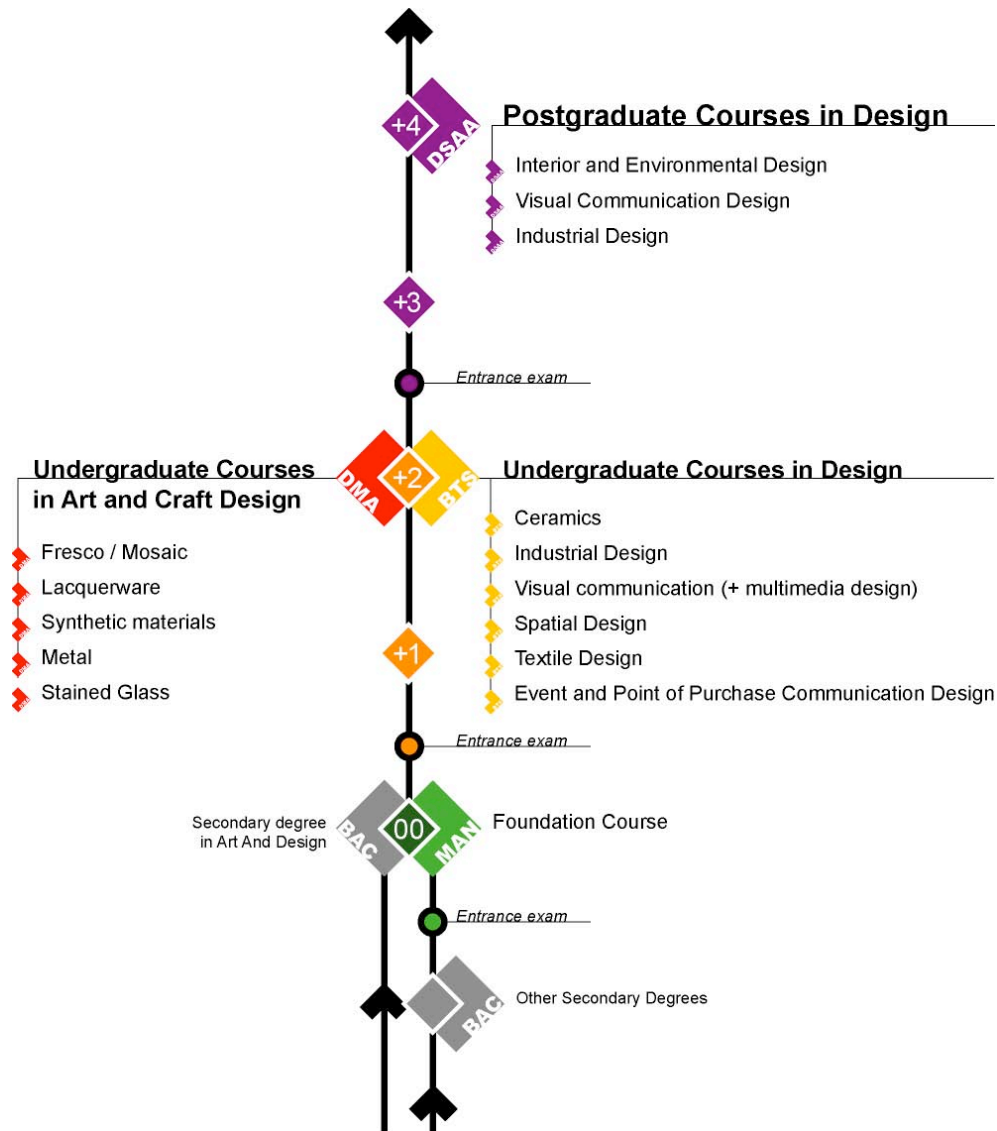 +4
DSAA
Postgraduate Courses in Design
Interior and Environmental Design
Visual Communication Design
Industrial Design
+3
Entrance exam
Undergraduate Courses
in Art and Craft Design
Fresco / Mosaic
Lacquerware
Synthetic materials
Metal
Stained Glass
DMA
+2
BTS
Undergraduate Courses in Design
Ceramics
Industrial Design
Visual communication (+ multimedia design)
Spatial Design
Textile Design
Event and Point of Purchase Communication Design
+1
Entrance exam
Secondary degree
in Art And Design
BAC
00
MAN
Foundation Course
Entrance exam
BAC
Other Secondary Degrees